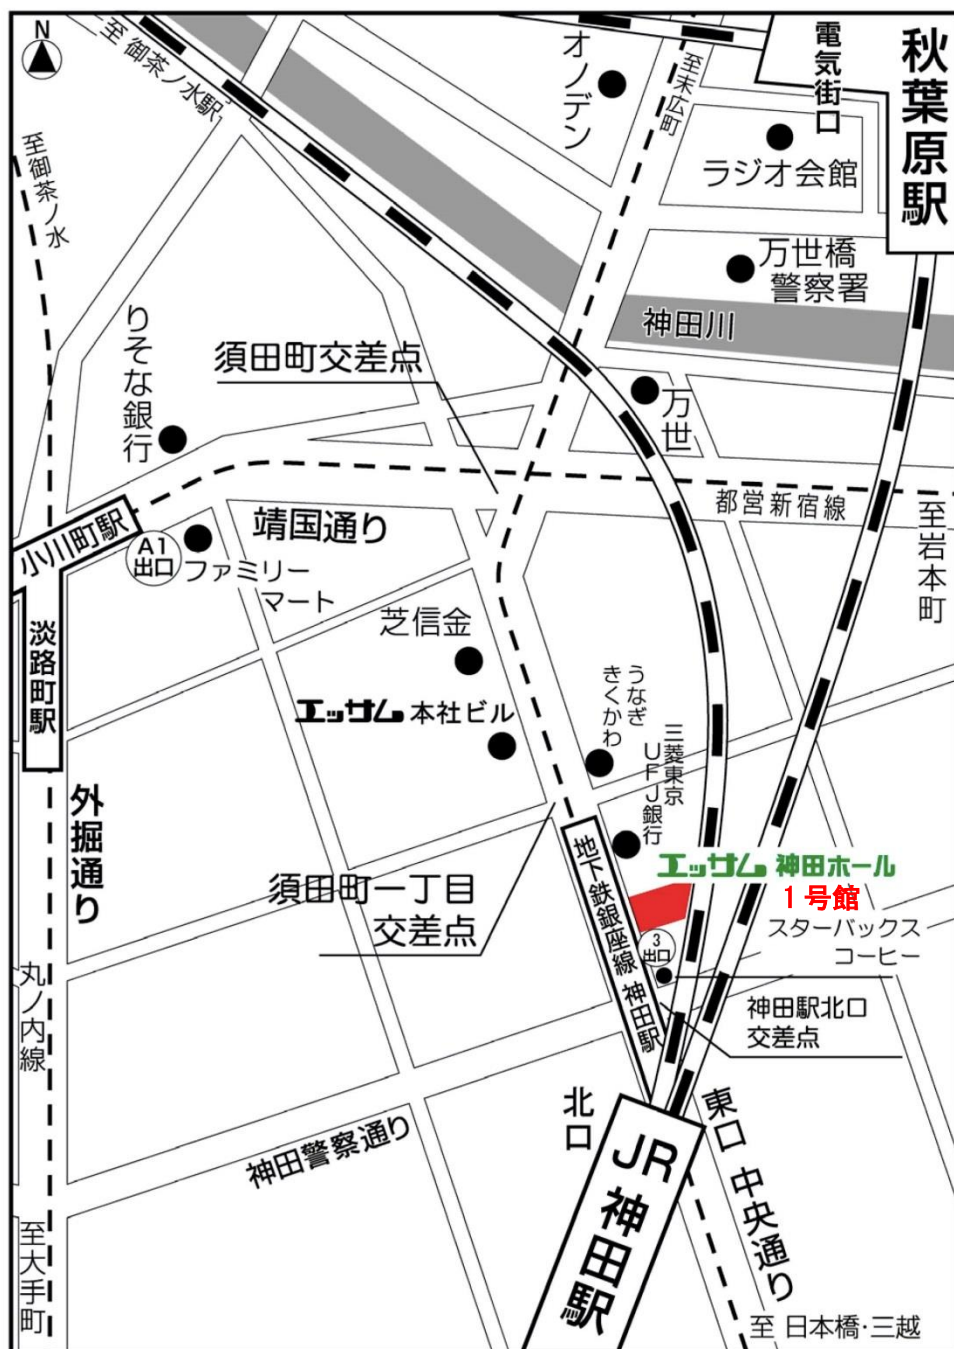 N
至 御茶ノ水駅
オノデン
至末広町
電気街口
秋葉原駅
ラジオ会館
至御茶ノ水
万世橋
警察署
神田川
りそな銀行
須田町交差点
万世
都営新宿線
至岩本町
小川町駅
A1
出口
靖国通り
ファミリー
マート
淡路町駅
芝信金
エッサム 本社ビル
うなぎ
きくかわ
三菱東京
UFJ銀行
外掘通り
須田町一丁目
交差点
地下鉄銀座線 神田駅
エッサム 神田ホール
1号館
3
出口
スターバックス
コーヒー
神田駅北口
交差点
丸ノ内線
北口
東口
神田警察通り
JR
神田駅
中央通り
至大手町
至 日本橋・三越